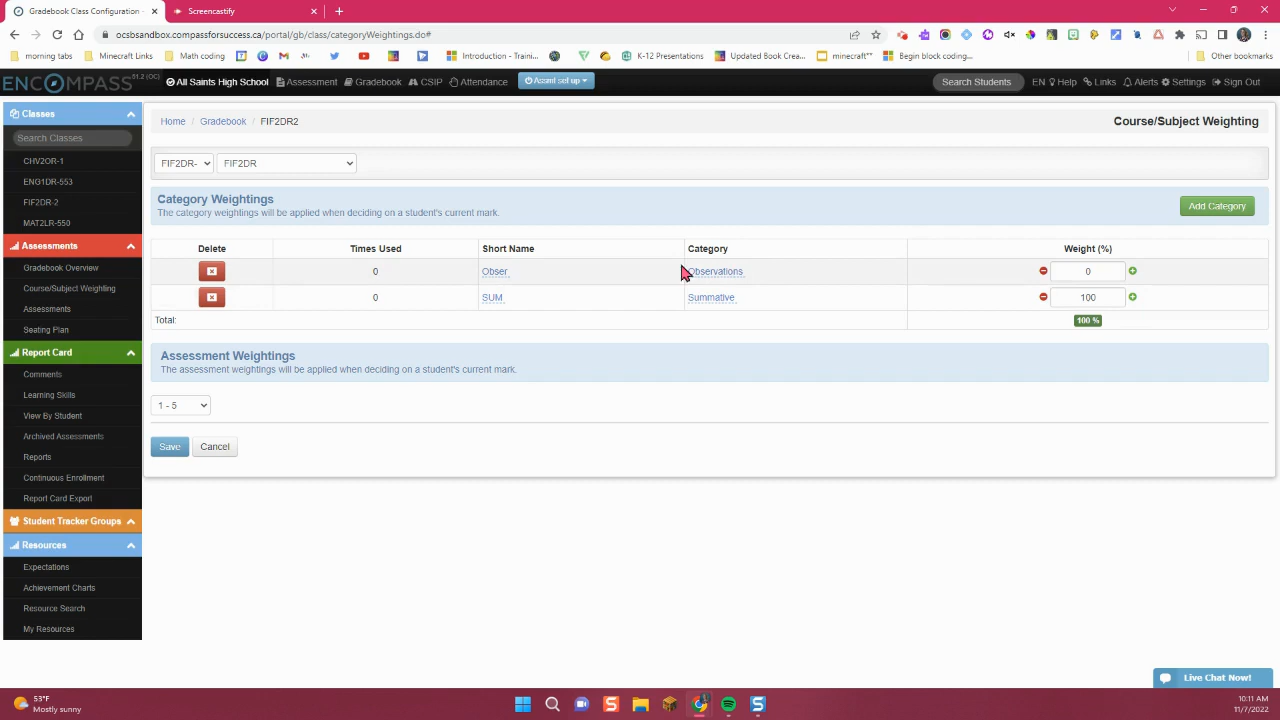 Gradebook Class Configuration
Screencastify
ocsbsandbox.compassforsuccess.ca/portal/gb/class/categoryWeightings.do#
morning tabs
Minecraft Links
Math coding
Introduction - Traini...
K-12 Presentations
Updated Book Crea...
minecraft"
Begin block coding...
Other bookmarks
ENCOMPASS 51.2 (OC)
All Saints High School
Assessment
Gradebook
CSIP
Attendance
Assmt set up
Search Students
EN
Help
Links
Alerts
Settings
Sign Out
Classes
Search Classes
CHV2OR-1
ENG1DR-553
FIF2DR-2
MAT2LR-550
Assessments
Gradebook Overview
Course/Subject Weighting
Assessments
Seating Plan
Report Card
Comments
Learning Skills
View By Student
Archived Assessments
Reports
Continuous Enrollment
Report Card Export
Student Tracker Groups
Resources
Expectations
Achievement Charts
Resource Search
My Resources
Home / Gradebook / FIF2DR2
Course/Subject Weighting
FIF2DR-
FIF2DR
Category Weightings
The category weightings will be applied when deciding on a student's current mark.
Add Category
Delete Times Used Short Name Category Weight (%)
0 Obser Observations 0
0 SUM Summative 100
Total: 100 %
Assessment Weightings
The assessment weightings will be applied when deciding on a student's current mark.
1 - 5
Save
Cancel
Live Chat Now!
53°F
Mostly sunny
10:11 AM
11/7/2022